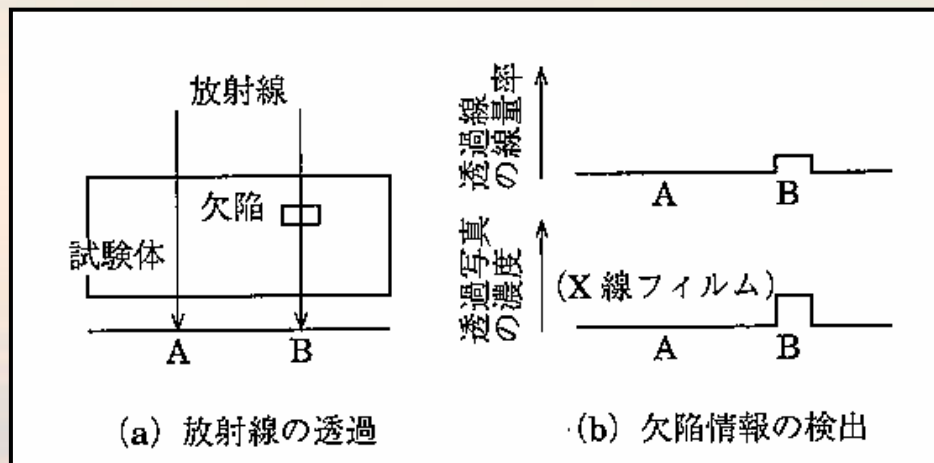 放射線
欠陥
試験体
A
B
(a) 放射線の透過
透過線
の線量率
A
B
透過写真
の濃度
(X線フィルム)
A
B
(b) 欠陥情報の検出